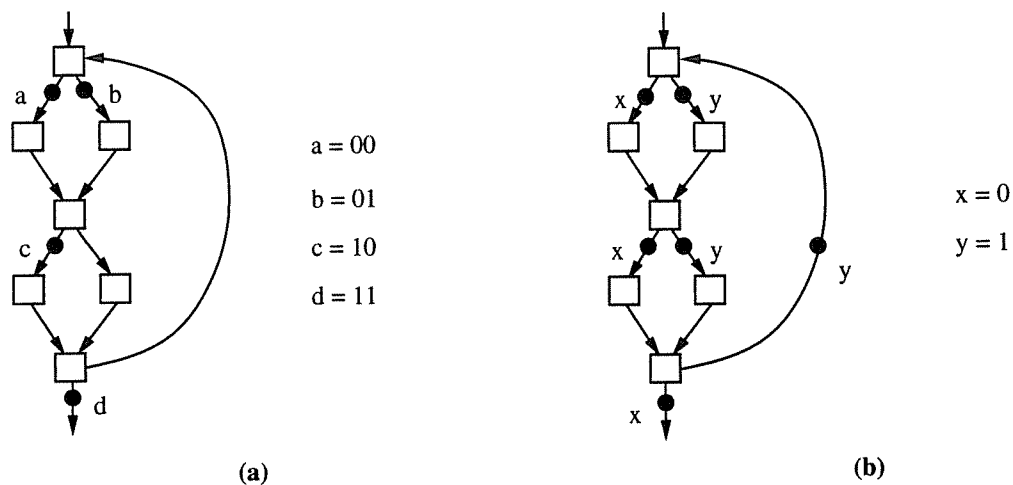 a b
c
d
a = 00
b = 01
c = 10
d = 11
(a)
x y
x y
y
x
x = 0
y = 1
(b)